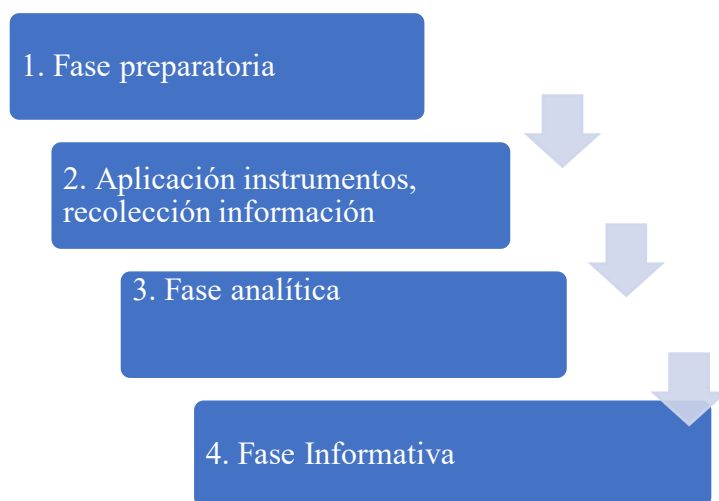 1. Fase preparatoria
2. Aplicación instrumentos,
recolección información
3. Fase analítica
4. Fase Informativa